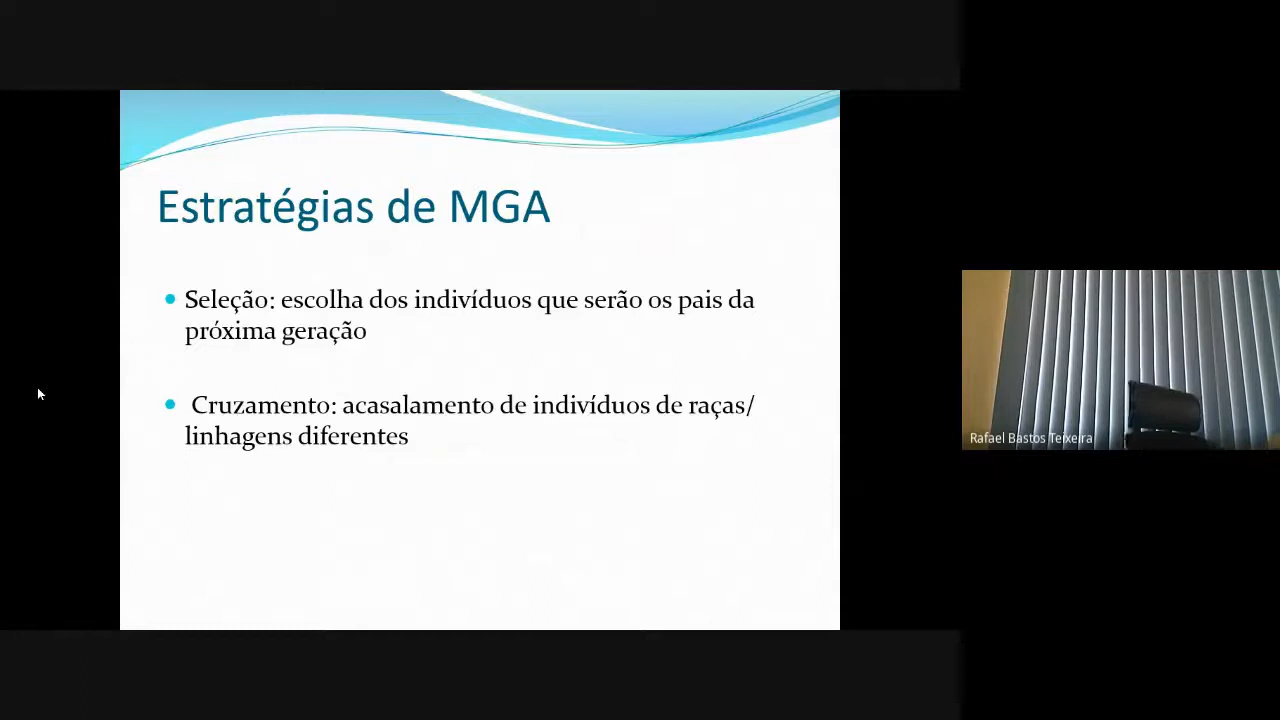 Estratégias de MGA
Seleção: escolha dos indivíduos que serão os pais da
próxima geração
Cruzamento: acasalamento de indivíduos de raças/
linhagens diferentes
Rafael Bastos Teixeira